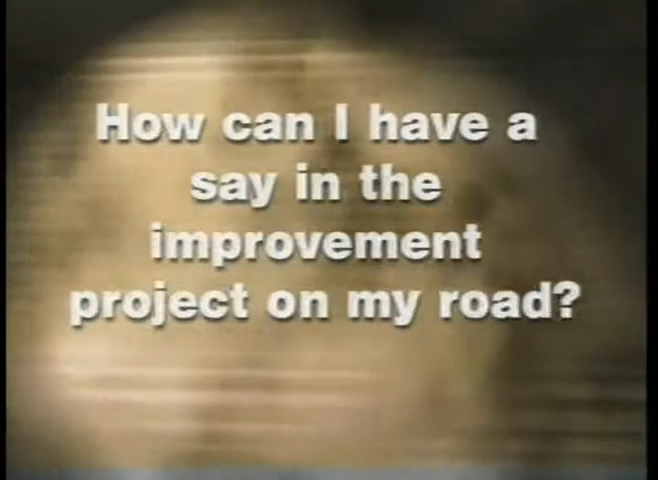 How can I have a
say in the
improvement
project on my road?